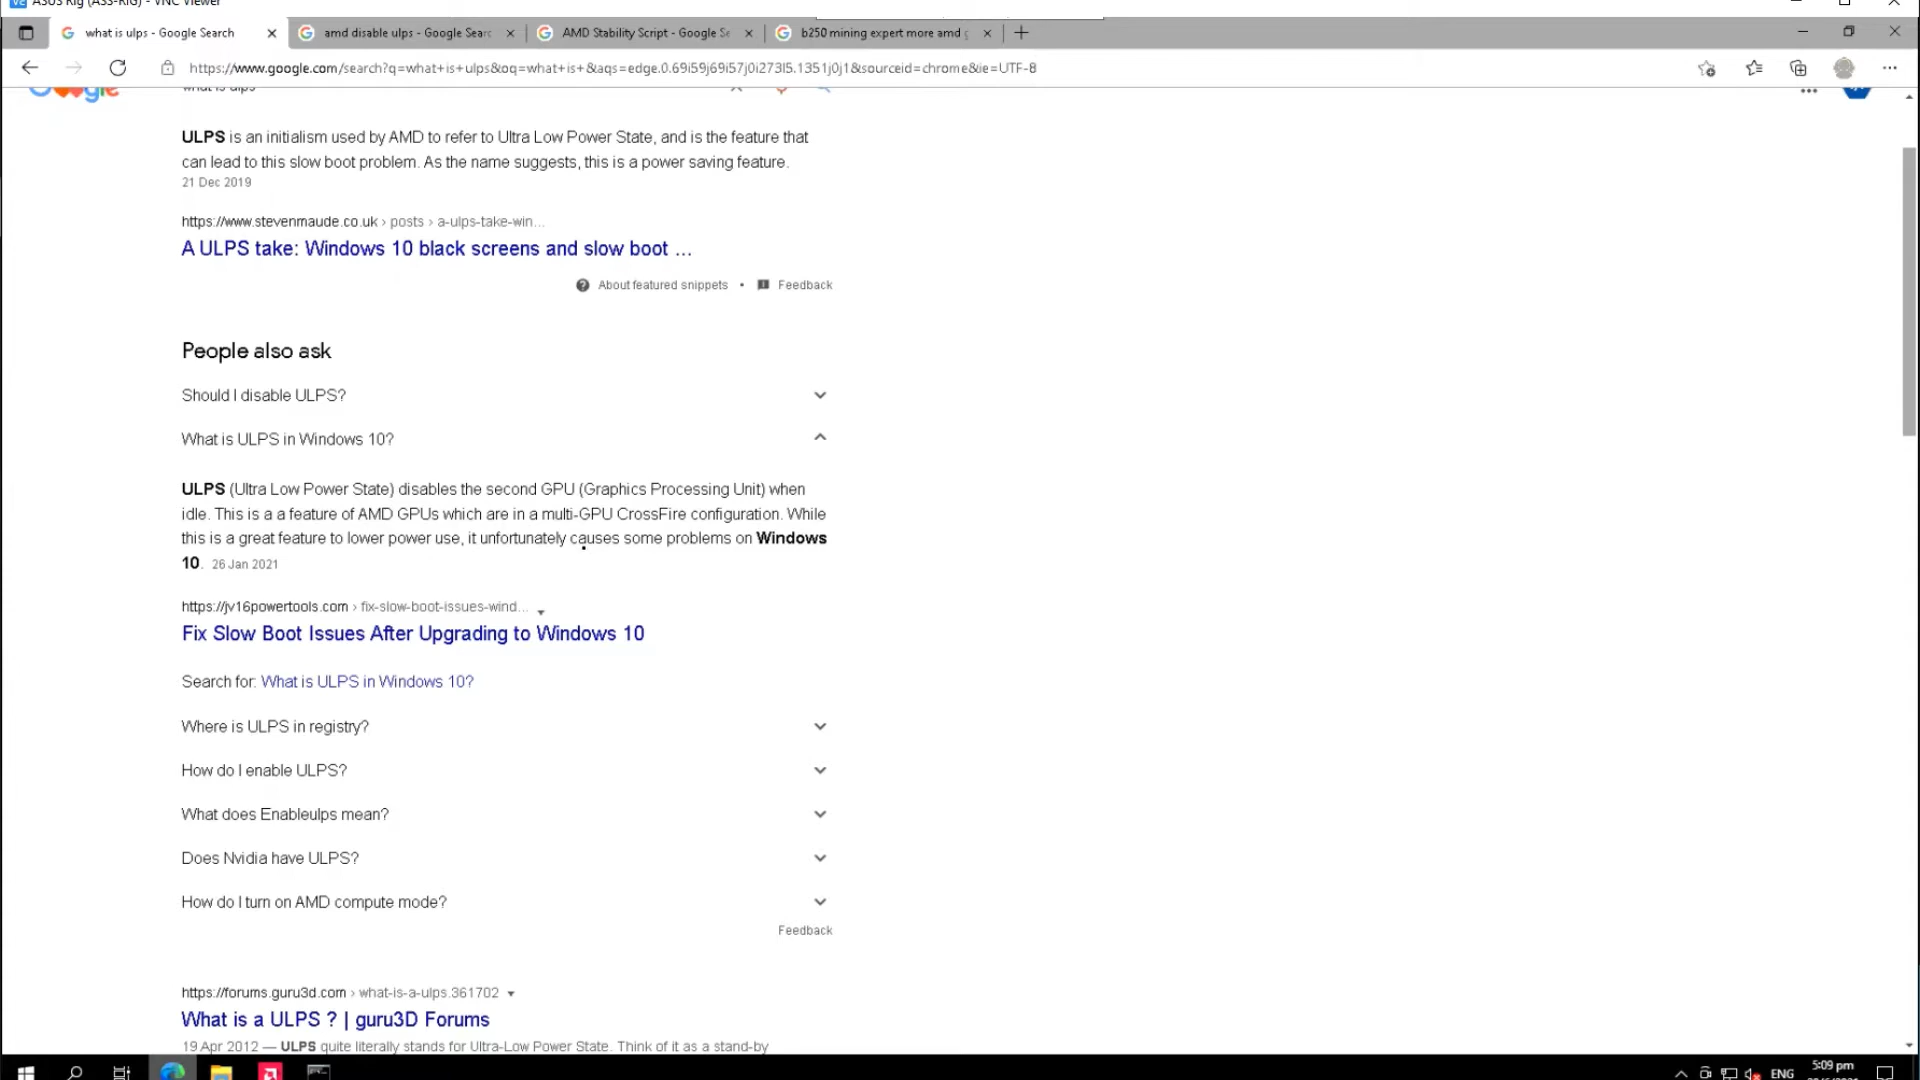 ASUS Rig (ASS-RIG) - VNC Viewer
what is ulps - Google Search
amd disable ulps - Google Searc
AMD Stability Script - Google Se
b250 mining expert more amd g
https://www.google.com/search?q=what+is+ulps&oq=what+is+&aqs=edge.0.69i59j69i57j0i273l5.1351j0j1&sourceid=chrome&ie=UTF-8
Google
what is ulps
ULPS is an initialism used by AMD to refer to Ultra Low Power State, and is the feature that
can lead to this slow boot problem. As the name suggests, this is a power saving feature.
21 Dec 2019
https://www.stevenmaude.co.uk › posts › a-ulps-take-win...
A ULPS take: Windows 10 black screens and slow boot ...
About featured snippets • Feedback
People also ask
Should I disable ULPS?
What is ULPS in Windows 10?
ULPS (Ultra Low Power State) disables the second GPU (Graphics Processing Unit) when
idle. This is a a feature of AMD GPUs which are in a multi-GPU CrossFire configuration. While
this is a great feature to lower power use, it unfortunately causes some problems on Windows
10. 26 Jan 2021
https://jv16powertools.com › fix-slow-boot-issues-wind...
Fix Slow Boot Issues After Upgrading to Windows 10
Search for: What is ULPS in Windows 10?
Where is ULPS in registry?
How do I enable ULPS?
What does Enableulps mean?
Does Nvidia have ULPS?
How do I turn on AMD compute mode?
Feedback
https://forums.guru3d.com › what-is-a-ulps.361702
What is a ULPS ? | guru3D Forums
19 Apr 2012 — ULPS quite literally stands for Ultra-Low Power State. Think of it as a stand-by
ENG
5:09 pm